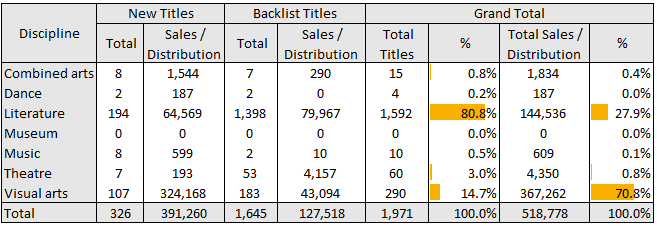 Discipline New Titles Backlist Titles Grand Total
Total Sales / Distribution Total Sales / Distribution Total Titles % Total Sales / Distribution %
Combined arts 8 1,544 7 290 15 0.8% 1,834 0.4%
Dance 2 187 2 0 4 0.2% 187 0.0%
Literature 194 64,569 1,398 79,967 1,592 80.8% 144,536 27.9%
Museum 0 0 0 0 0 0.0% 0 0.0%
Music 8 599 2 10 10 0.5% 609 0.1%
Theatre 7 193 53 4,157 60 3.0% 4,350 0.8%
Visual arts 107 324,168 183 43,094 290 14.7% 367,262 70.8%
Total 326 391,260 1,645 127,518 1,971 100.0% 518,778 100.0%